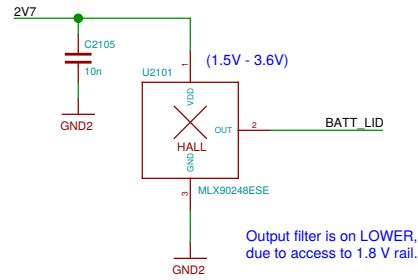 2V7
C2105
10n
GND2
(1.5V - 3.6V)
U2101
1
VDD
OUT
2
BATT_LID
HALL
GND
3
MLX90248ESE
GND2
Output filter is on LOWER,
due to access to 1.8 V rail.